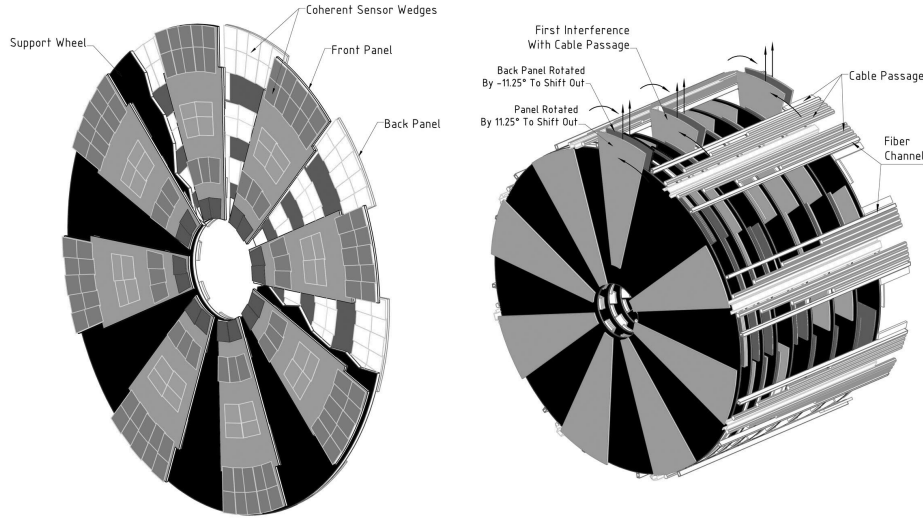 Coherent Sensor Wedges
Support Wheel
Front Panel
Back Panel
First Interference
With Cable Passage
Back Panel Rotated
By -11.25° To Shift Out
Panel Rotated
By 11.25° To Shift Out
Cable Passage
Fiber
Channel